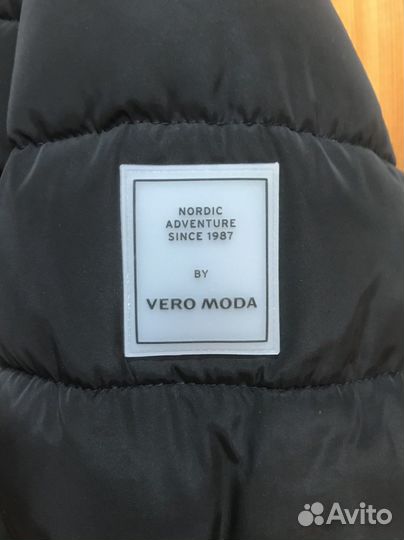 NORDIC
ADVENTURE
SINCE 1987
BY
VERO MODA
Avito